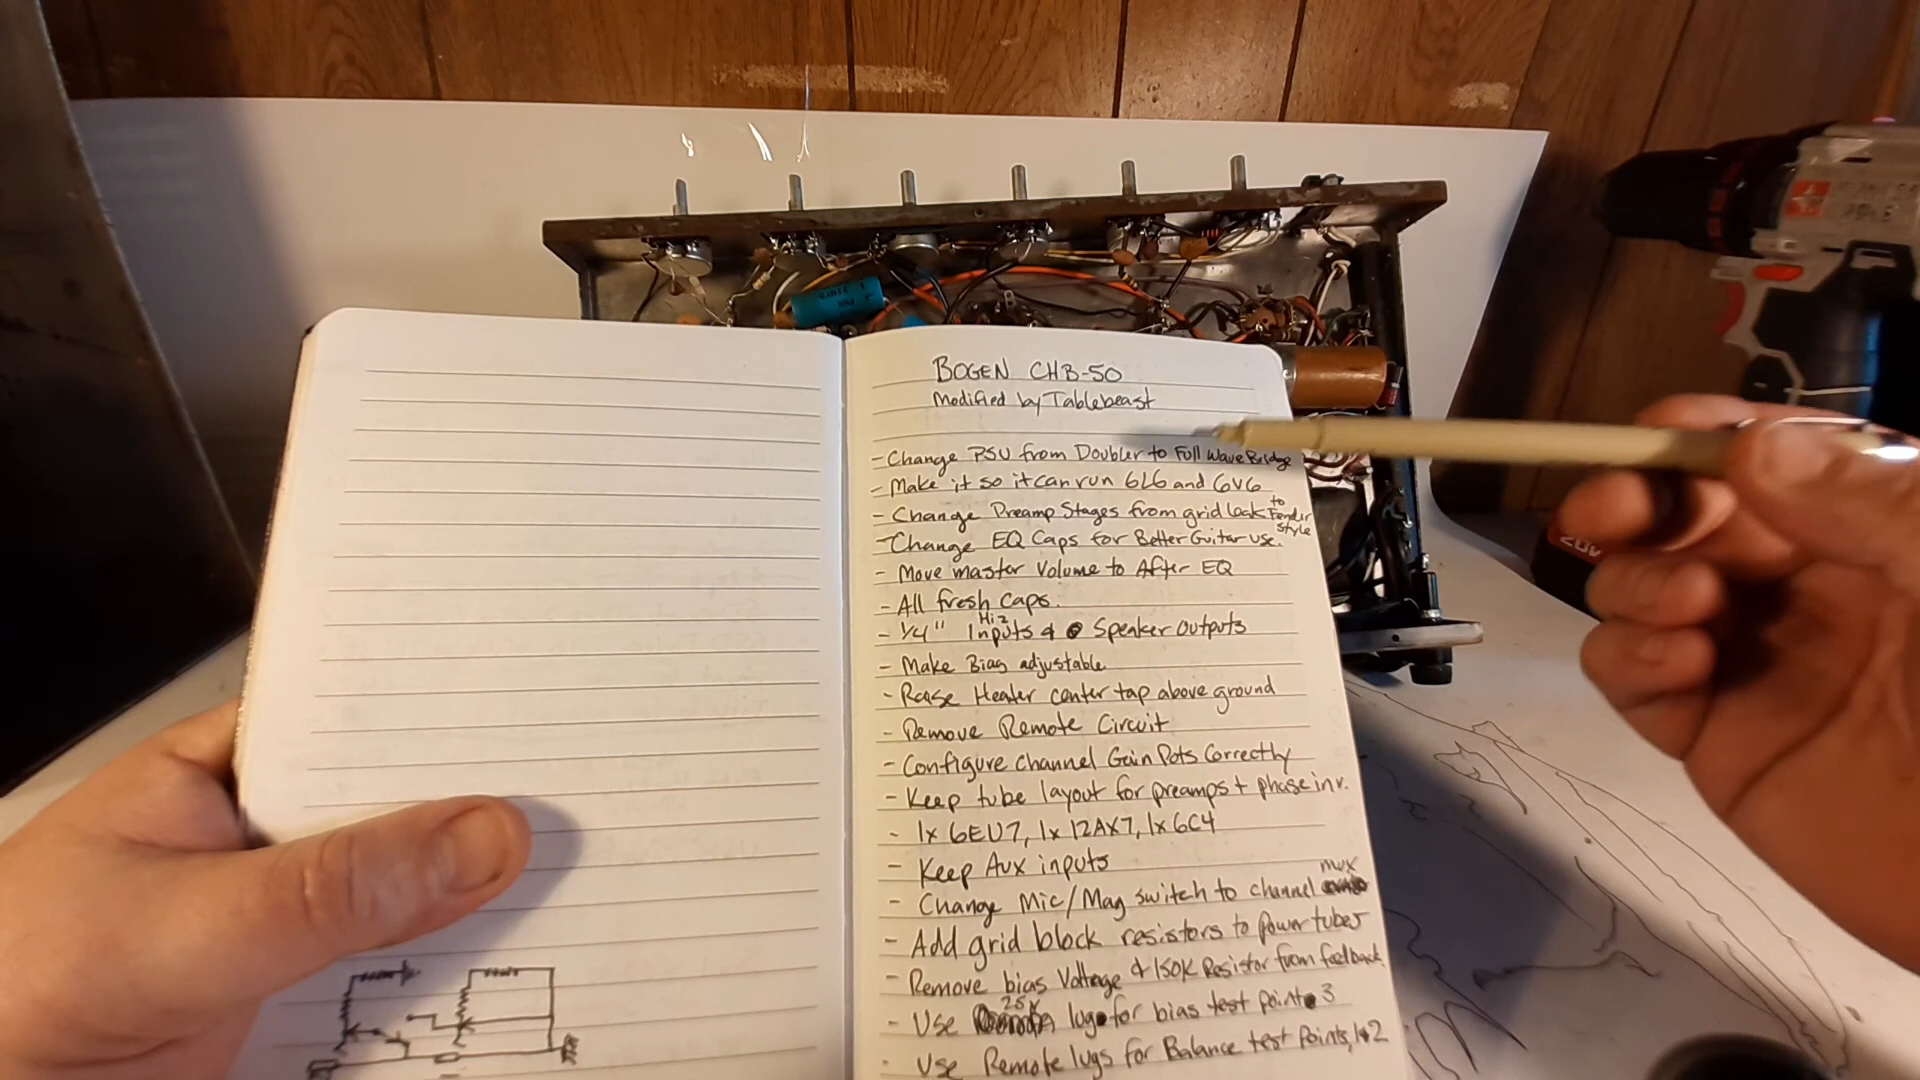 BOGEN CHB-50
Modified by Tablebeast
- Change PSU from Doubler to Full Wave Bridge
- Make it so it can run 6L6 and 6V6
- Change Preamp Stages from grid leak to Fender Style
- Change EQ Caps for Better Guitar use.
- Move master Volume to After EQ
- All fresh caps.
- 1/4" Hi Z Inputs & Speaker Outputs
- Make Bias adjustable
- Raise Heater center tap above ground
- Remove Remote Circuit
- Configure Channel Gain Pots Correctly
- Keep tube layout for preamps + phase inv.
- 1x 6EU7, 1x 12AX7, 1x 6C4
- Keep Aux inputs
- Change Mic/Mag switch to channel mux
- Add grid block resistors to power tubes
- Remove bias Voltage & 150K Resistor from feedback.
- Use 25V lug for bias test point 3
- Use Remote lugs for Balance test points, 1+2
20V